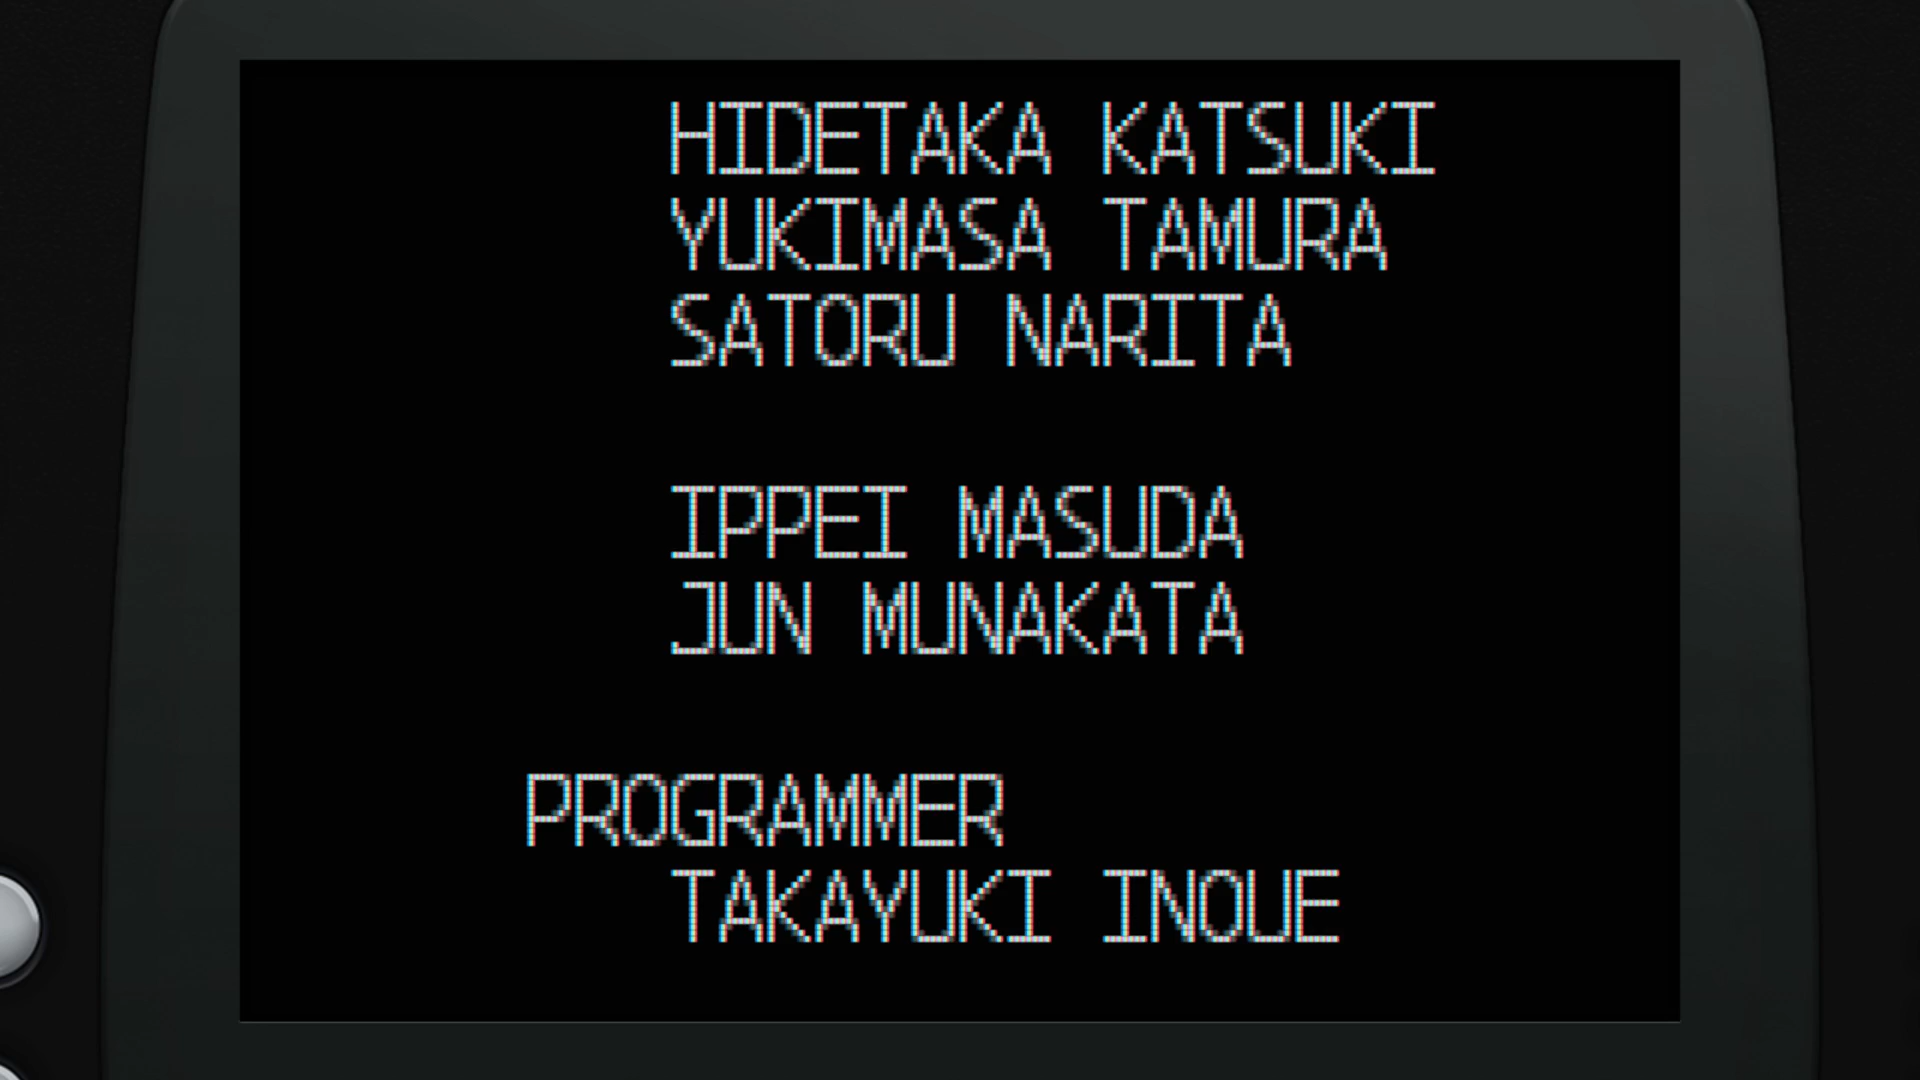 HIDETAKA KATSUKI
YUKIMASA TAMURA
SATORU NARITA
IPPEI MASUDA
JUN MUNAKATA
PROGRAMMER
TAKAYUKI INOUE